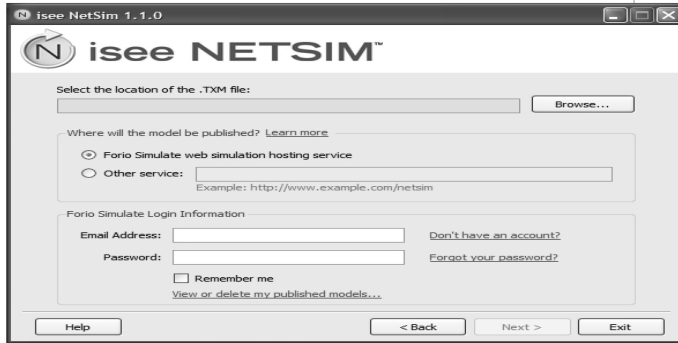 isee NetSim 1.1.0
isee NETSIM™
Select the location of the .TXM file:
Browse...
Where will the model be published? Learn more
Forio Simulate web simulation hosting service
Other service:
Example: http://www.example.com/netsim
Forio Simulate Login Information
Email Address: Don't have an account?
Password: Forgot your password?
Remember me
View or delete my published models...
Help < Back Next > Exit